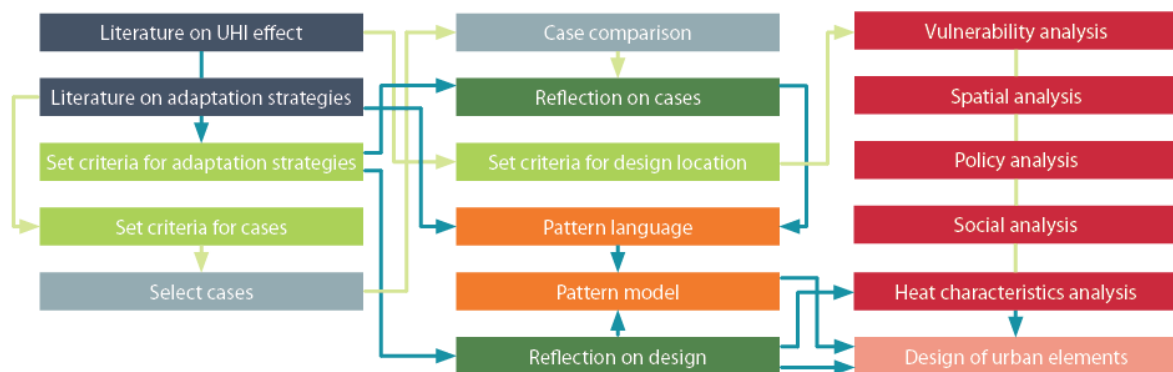 Literature on UHI effect
Literature on adaptation strategies
Set criteria for adaptation strategies
Set criteria for cases
Select cases
Case comparison
Reflection on cases
Set criteria for design location
Pattern language
Pattern model
Reflection on design
Vulnerability analysis
Spatial analysis
Policy analysis
Social analysis
Heat characteristics analysis
Design of urban elements